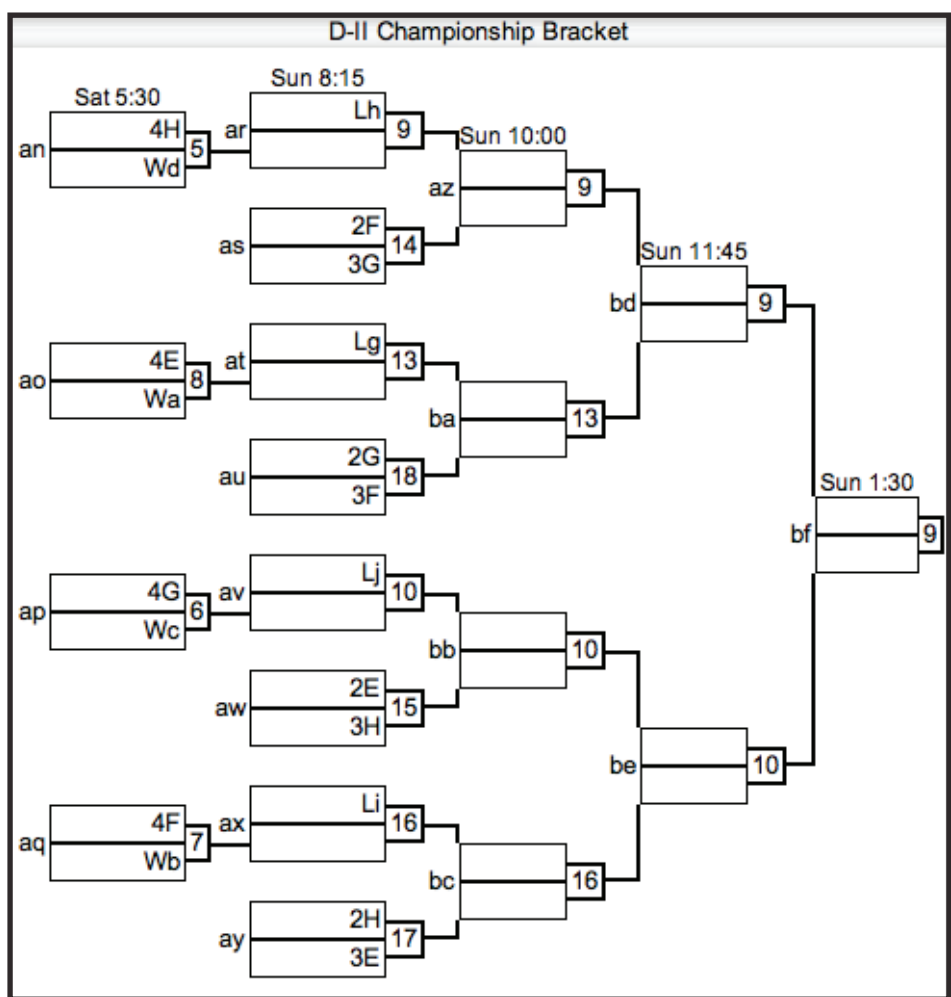 D-II Championship Bracket
Sat 5:30
Sun 8:15
Sun 10:00
Sun 11:45
Sun 1:30
an
4H
Wd
5
ar
Lh
9
as
2F
3G
14
az
9
ao
4E
Wa
8
at
Lg
13
au
2G
3F
18
ba
13
bd
9
ap
4G
Wc
6
av
Lj
10
aw
2E
3H
15
bb
10
aq
4F
Wb
7
ax
Li
16
ay
2H
3E
17
bc
16
be
10
bf
9